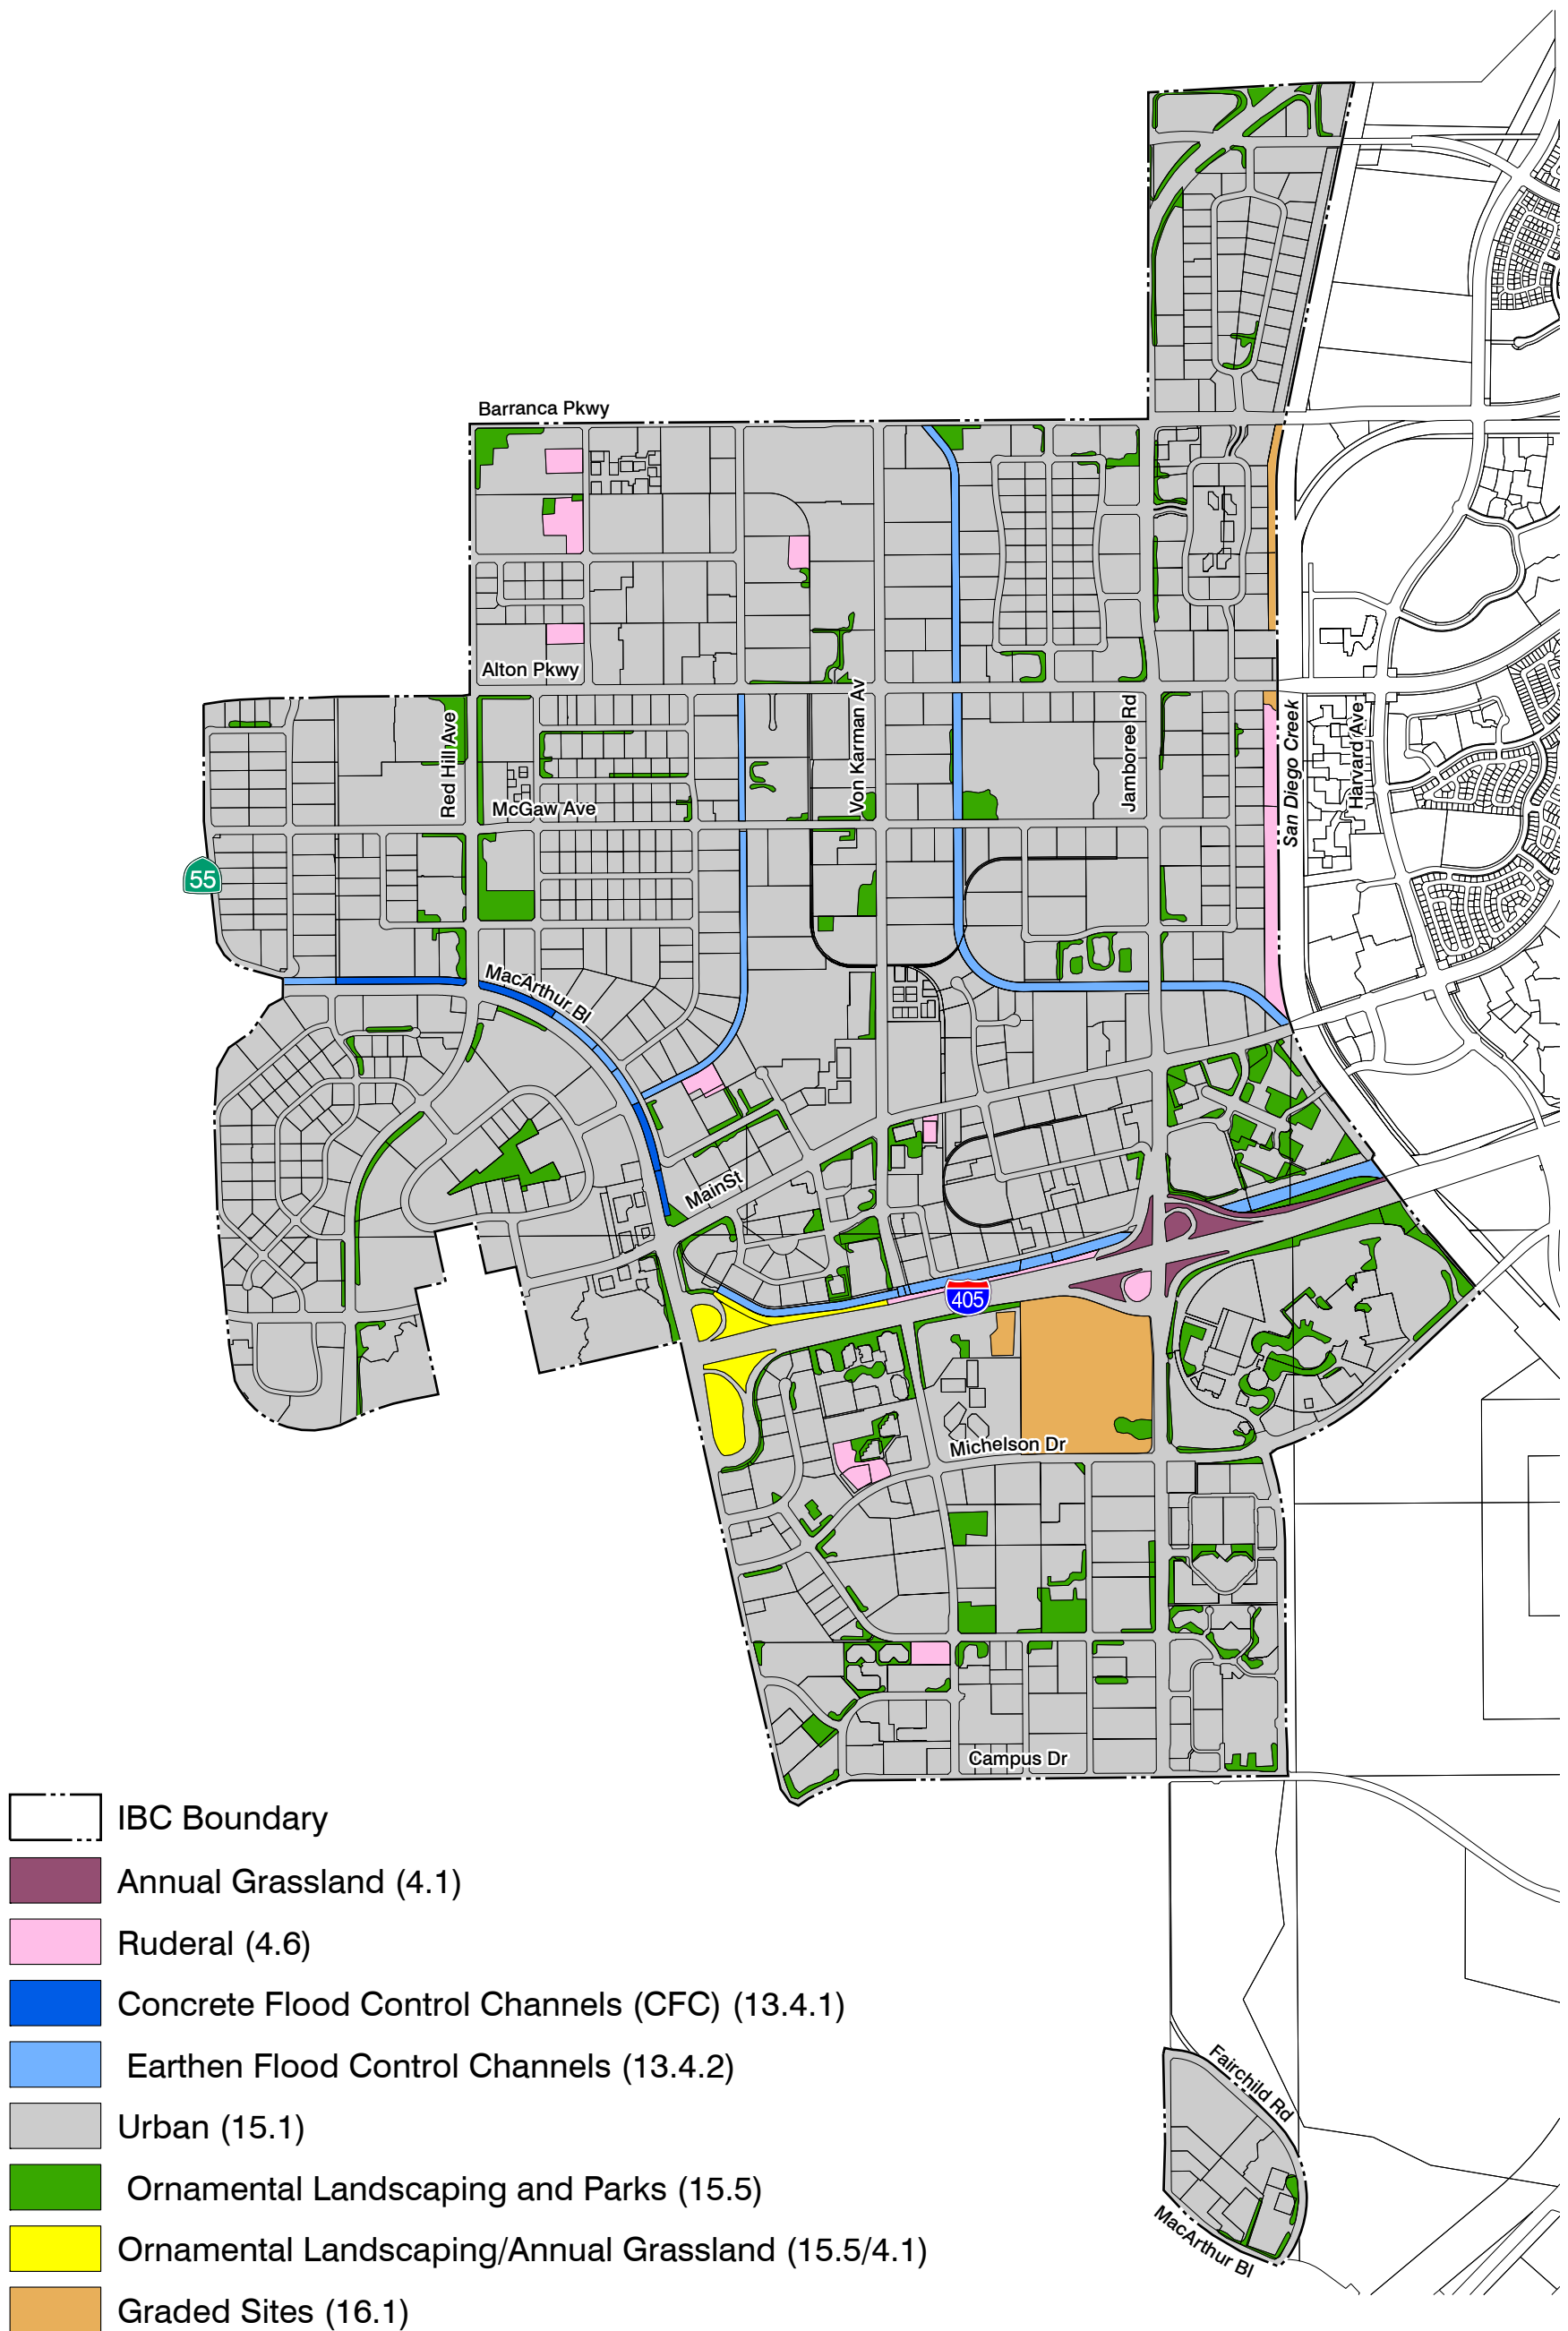 Barranca Pkwy
Alton Pkwy
Red Hill Ave
McGaw Ave
Von Karman Av
Jamboree Rd
San Diego Creek
Harvard Ave
55
MacArthur Bl
MainSt
405
Michelson Dr
Campus Dr
Fairchild Rd
MacArthur Bl
IBC Boundary
Annual Grassland (4.1)
Ruderal (4.6)
Concrete Flood Control Channels (CFC) (13.4.1)
Earthen Flood Control Channels (13.4.2)
Urban (15.1)
Ornamental Landscaping and Parks (15.5)
Ornamental Landscaping/Annual Grassland (15.5/4.1)
Graded Sites (16.1)